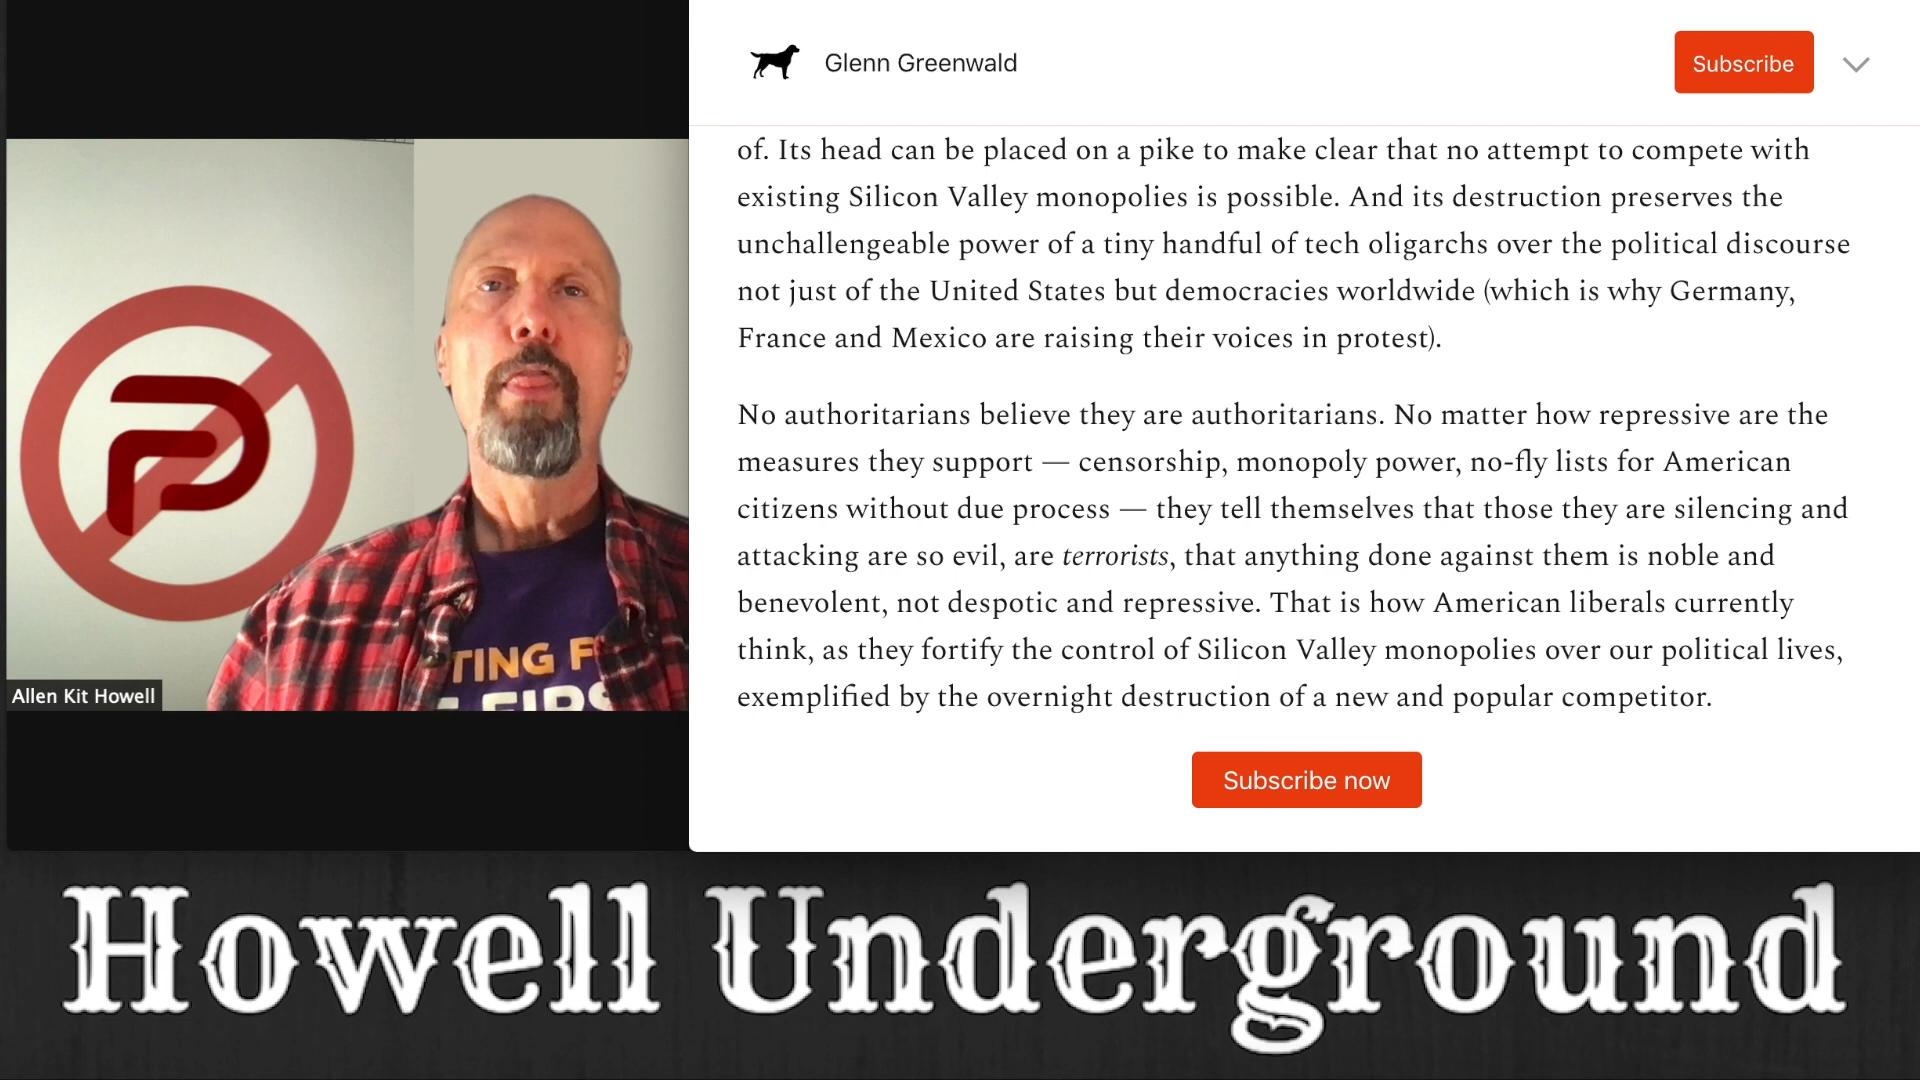 Glenn Greenwald
Subscribe
of. Its head can be placed on a pike to make clear that no attempt to compete with
existing Silicon Valley monopolies is possible. And its destruction preserves the
unchallengeable power of a tiny handful of tech oligarchs over the political discourse
not just of the United States but democracies worldwide (which is why Germany,
France and Mexico are raising their voices in protest).
No authoritarians believe they are authoritarians. No matter how repressive are the
measures they support — censorship, monopoly power, no-fly lists for American
citizens without due process — they tell themselves that those they are silencing and
attacking are so evil, are terrorists, that anything done against them is noble and
benevolent, not despotic and repressive. That is how American liberals currently
think, as they fortify the control of Silicon Valley monopolies over our political lives,
exemplified by the overnight destruction of a new and popular competitor.
Subscribe now
TING F
Allen Kit Howell
Howell Underground